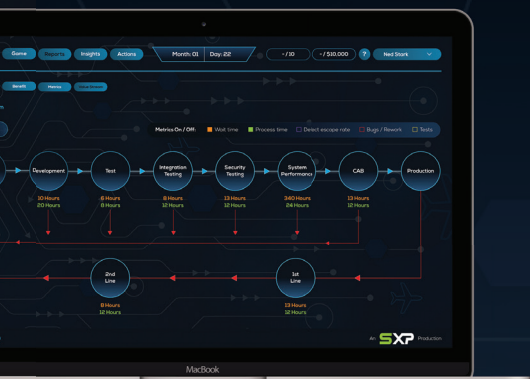 Game Reports Insights Actions Month: 01 Day: 22 - / 10 - / $10,000 ? Ned Stark
Benefit Metrics
Metrics On / Off: Wait time Process time Defect escape rate Bugs / Rework Tests
Development Test Integration Testing Security Testing System Performance CAB Production
10 Hours 6 Hours 8 Hours 13 Hours 340 Hours 13 Hours
20 Hours 8 Hours 12 Hours 12 Hours 24 Hours 12 Hours
2nd Line 1st Line
8 Hours 13 Hours
12 Hours 12 Hours
An SXP Production
MacBook